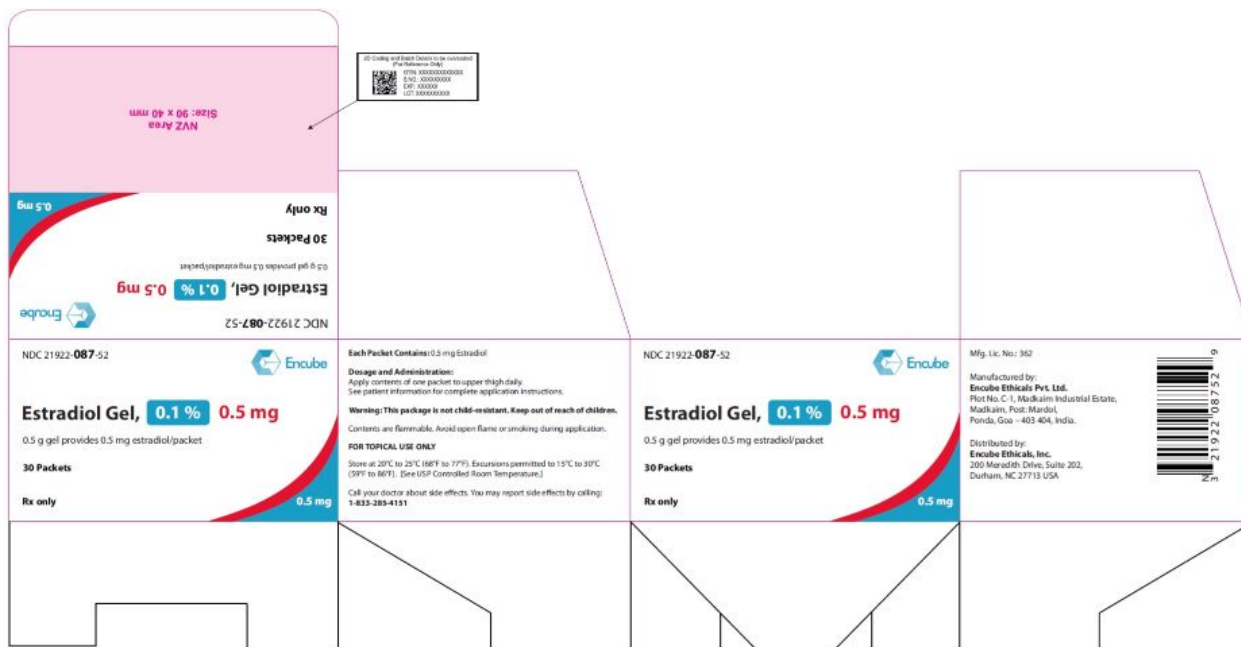 2D Coding and Batch Details to be overcoated
(For Reference Only)
GTIN: XXXXXXXXXXXXXX
B.NO.: XXXXXXXXXX
EXP.: XXXXXX
LOT: XXXXXXXXXX
NVZ Area
Size: 90 x 40 mm
NDC 21922-087-52
Encube
Estradiol Gel, 0.1 % 0.5 mg
0.5 g gel provides 0.5 mg estradiol/packet
30 Packets
Rx only
0.5 mg
NDC 21922-087-52
Encube
Estradiol Gel, 0.1 % 0.5 mg
0.5 g gel provides 0.5 mg estradiol/packet
30 Packets
Rx only
0.5 mg
Each Packet Contains: 0.5 mg Estradiol
Dosage and Administration:
Apply contents of one packet to upper thigh daily.
See patient information for complete application instructions.
Warning: This package is not child-resistant. Keep out of reach of children.
Contents are flammable. Avoid open flame or smoking during application.
FOR TOPICAL USE ONLY
Store at 20°C to 25°C (68°F to 77°F). Excursions permitted to 15°C to 30°C
(59°F to 86°F). [See USP Controlled Room Temperature.]
Call your doctor about side effects. You may report side effects by calling:
1-833-285-4151
NDC 21922-087-52
Encube
Estradiol Gel, 0.1 % 0.5 mg
0.5 g gel provides 0.5 mg estradiol/packet
30 Packets
Rx only
0.5 mg
Mfg. Lic. No.: 362
Manufactured by:
Encube Ethicals Pvt. Ltd.
Plot No. C-1, Madkaim Industrial Estate,
Madkaim, Post: Mardol,
Ponda, Goa – 403 404, India.
Distributed by:
Encube Ethicals, Inc.
200 Meredith Drive, Suite 202,
Durham, NC 27713 USA
N
3 21922 08752 9